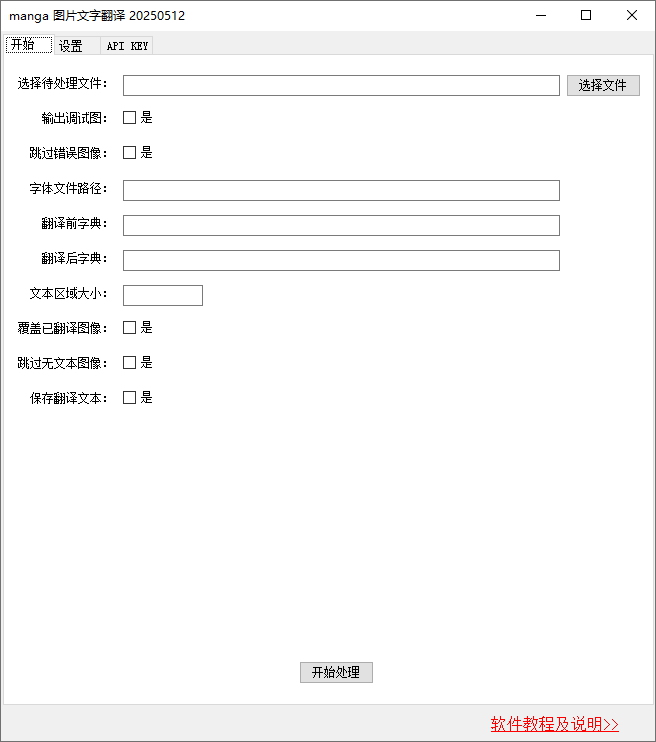 manga 图片文字翻译 20250512
开始 设置 API KEY
选择待处理文件： 选择文件
输出调试图： 是
跳过错误图像： 是
字体文件路径：
翻译前字典：
翻译后字典：
文本区域大小：
覆盖已翻译图像： 是
跳过无文本图像： 是
保存翻译文本： 是
开始处理
软件教程及说明>>